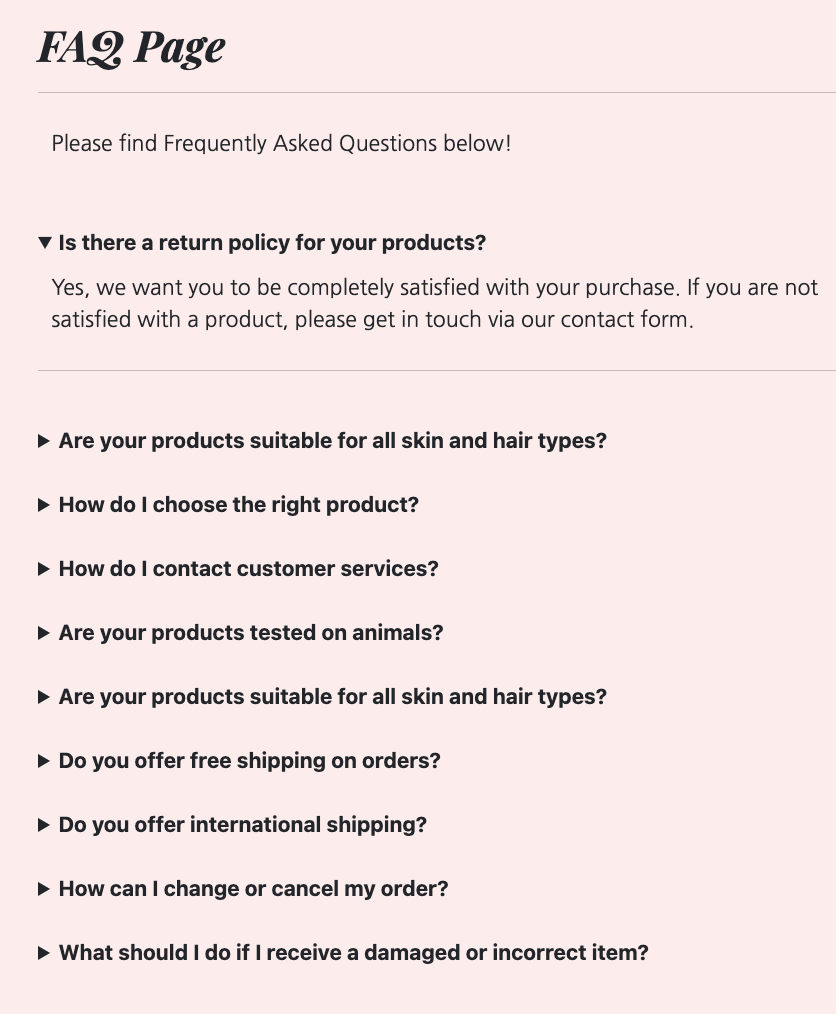 FAQ Page
Please find Frequently Asked Questions below!
Is there a return policy for your products?
Yes, we want you to be completely satisfied with your purchase. If you are not
satisfied with a product, please get in touch via our contact form.
Are your products suitable for all skin and hair types?
How do I choose the right product?
How do I contact customer services?
Are your products tested on animals?
Are your products suitable for all skin and hair types?
Do you offer free shipping on orders?
Do you offer international shipping?
How can I change or cancel my order?
What should I do if I receive a damaged or incorrect item?